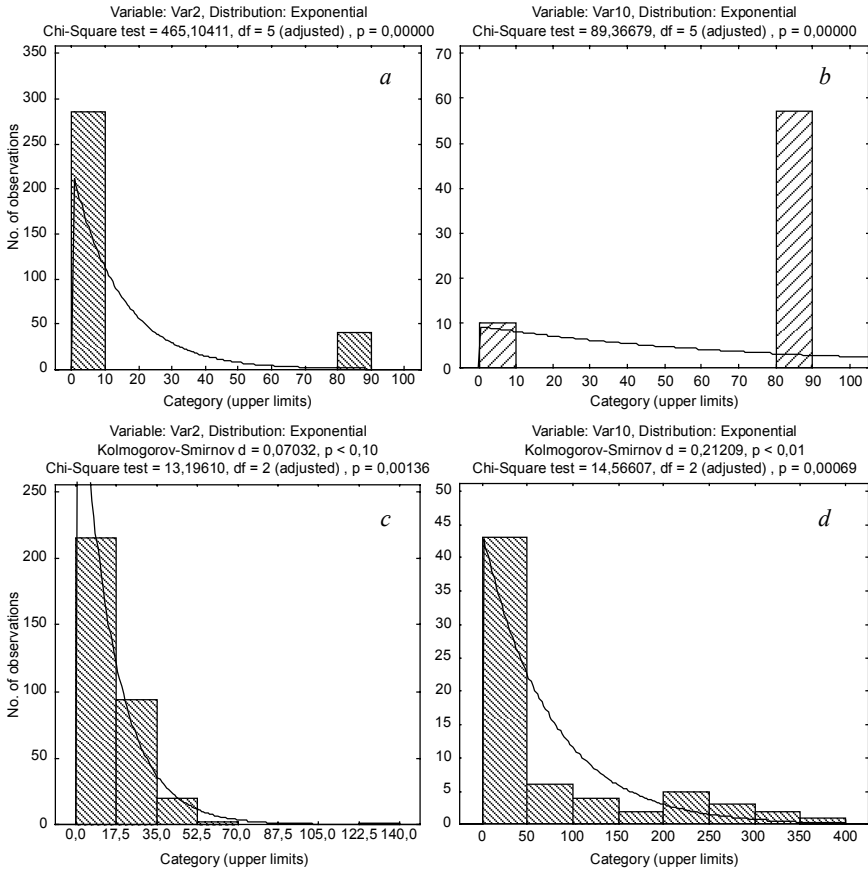 Variable: Var2, Distribution: Exponential
Chi-Square test = 465,10411, df = 5 (adjusted) , p = 0,00000
350
300
250
200
150
100
50
0
No. of observations
a
0 10 20 30 40 50 60 70 80 90 100
Category (upper limits)
Variable: Var10, Distribution: Exponential
Chi-Square test = 89,36679, df = 5 (adjusted) , p = 0,00000
70
60
50
40
30
20
10
0
b
0 10 20 30 40 50 60 70 80 90 100
Category (upper limits)
Variable: Var2, Distribution: Exponential
Kolmogorov-Smirnov d = 0,07032, p < 0,10
Chi-Square test = 13,19610, df = 2 (adjusted) , p = 0,00136
250
200
150
100
50
0
No. of observations
c
0,0 17,5 35,0 52,5 70,0 87,5 105,0 122,5 140,0
Category (upper limits)
Variable: Var10, Distribution: Exponential
Kolmogorov-Smirnov d = 0,21209, p < 0,01
Chi-Square test = 14,56607, df = 2 (adjusted) , p = 0,00069
50
45
40
35
30
25
20
15
10
5
0
d
0 50 100 150 200 250 300 350 400
Category (upper limits)